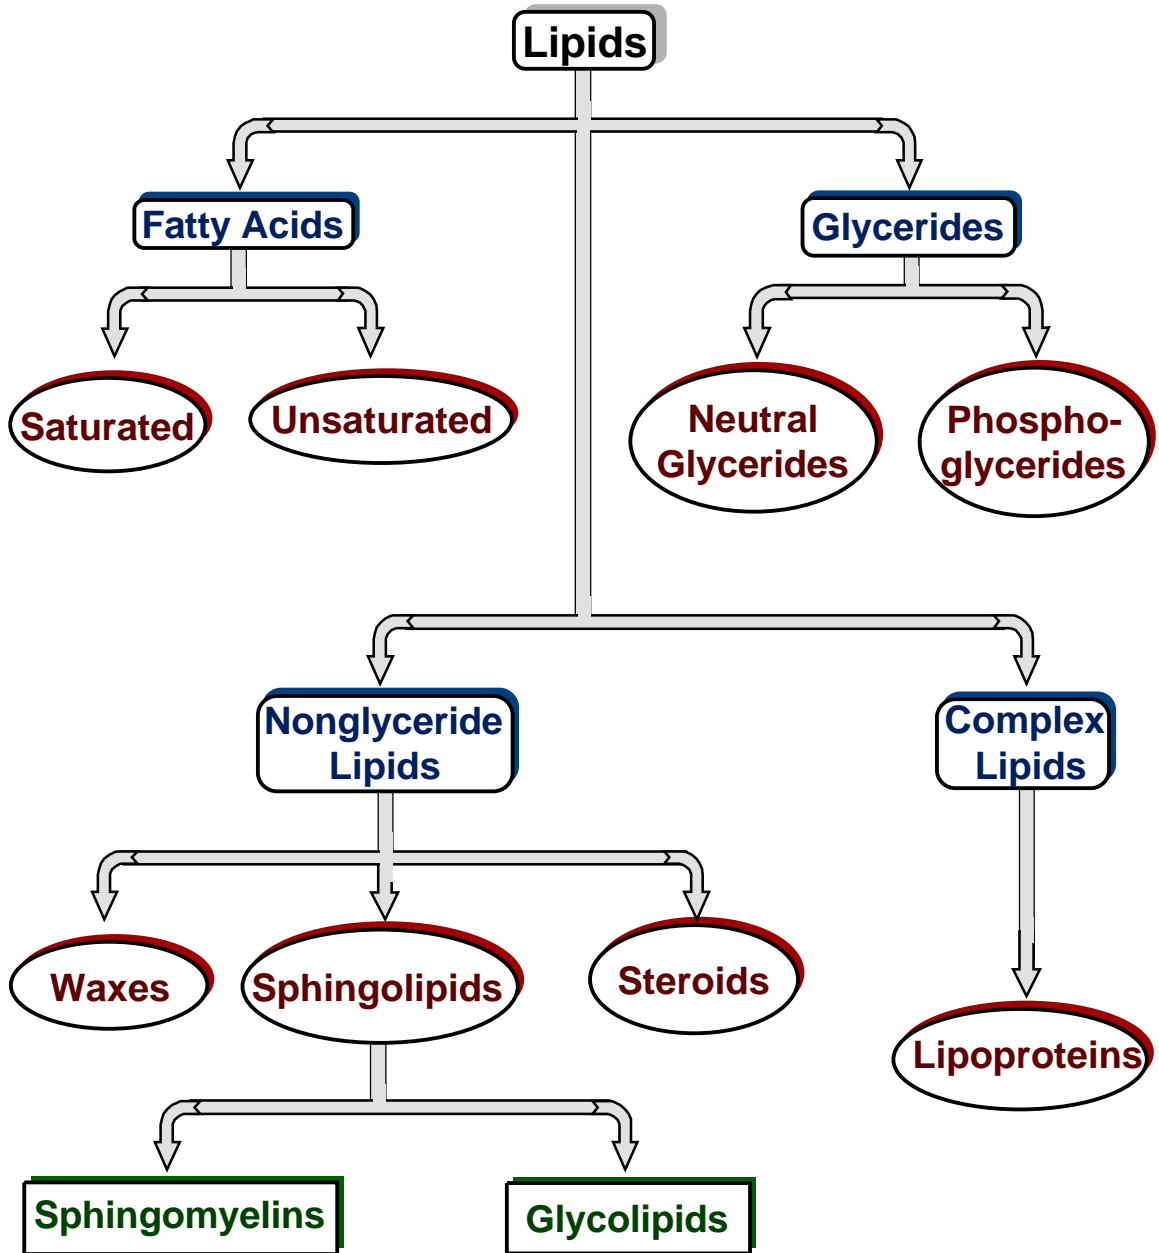 Lipids
Fatty Acids
Glycerides
Saturated
Unsaturated
Neutral
Glycerides
Phospho-
glycerides
Nonglyceride
Lipids
Complex
Lipids
Waxes
Sphingolipids
Steroids
Lipoproteins
Sphingomyelins
Glycolipids